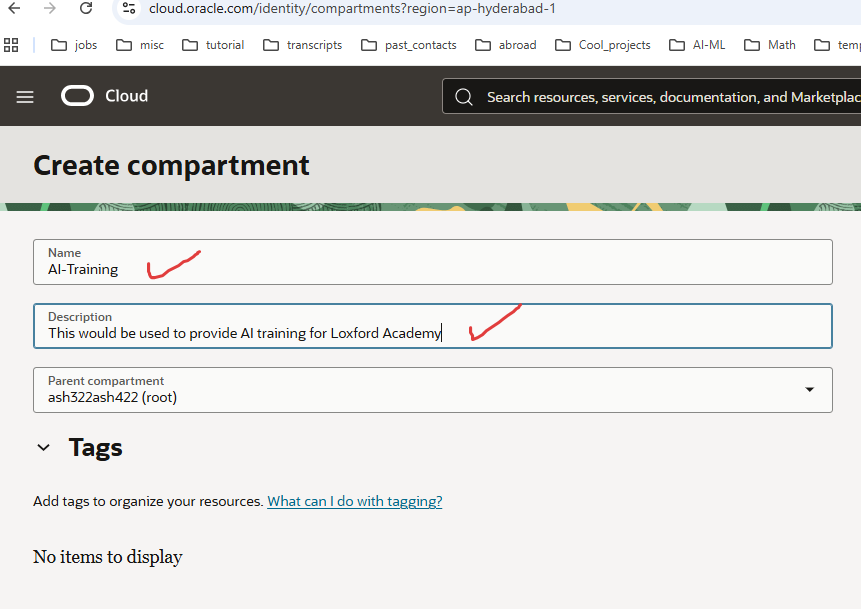 cloud.oracle.com/identity/compartments?region=ap-hyderabad-1
jobs misc tutorial transcripts past_contacts abroad Cool_projects AI-ML Math
Cloud
Search resources, services, documentation, and
Create compartment
Name
AI-Training
Description
This would be used to provide AI training for Loxford Academy
Parent compartment
ash322ash422 (root)
Tags
Add tags to organize your resources. What can I do with tagging?
No items to display